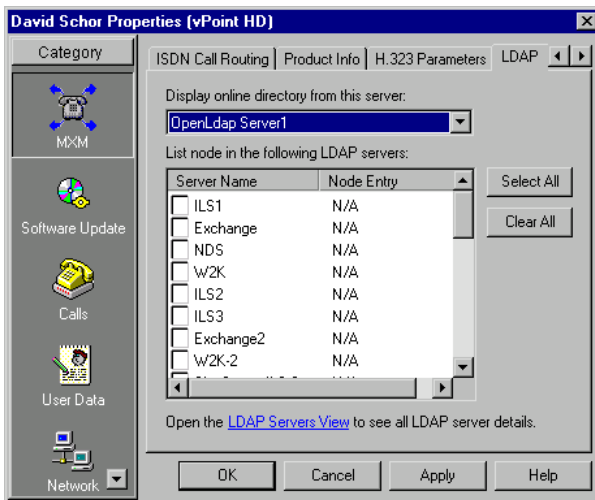 David Schor Properties (vPoint HD)
Category
MXM
Software Update
Calls
User Data
Network
ISDN Call Routing
Product Info
H.323 Parameters
LDAP
Display online directory from this server:
OpenLdap Server1
List node in the following LDAP servers:
Server Name Node Entry
ILS1 N/A
Exchange N/A
NDS N/A
W2K N/A
ILS2 N/A
ILS3 N/A
Exchange2 N/A
W2K-2 N/A
Select All
Clear All
Open the LDAP Servers View to see all LDAP server details.
OK
Cancel
Apply
Help